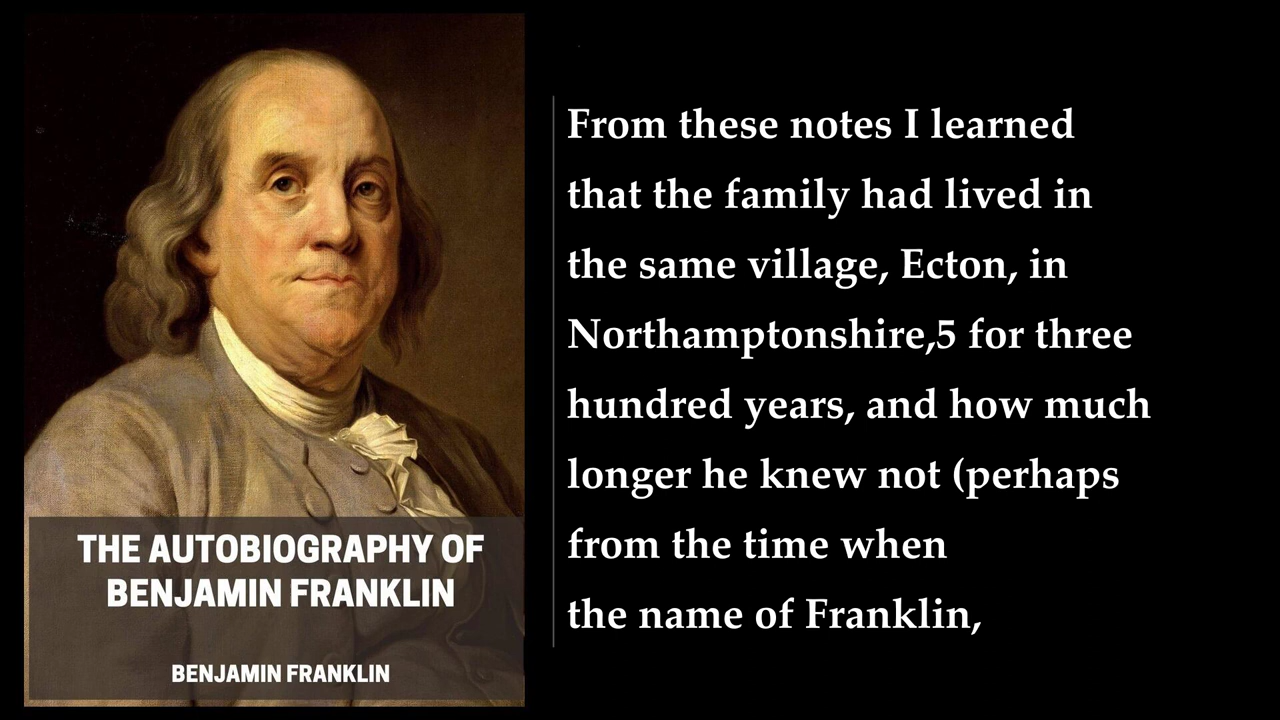 THE AUTOBIOGRAPHY OF
BENJAMIN FRANKLIN
BENJAMIN FRANKLIN
From these notes I learned
that the family had lived in
the same village, Ecton, in
Northamptonshire,5 for three
hundred years, and how much
longer he knew not (perhaps
from the time when
the name of Franklin,